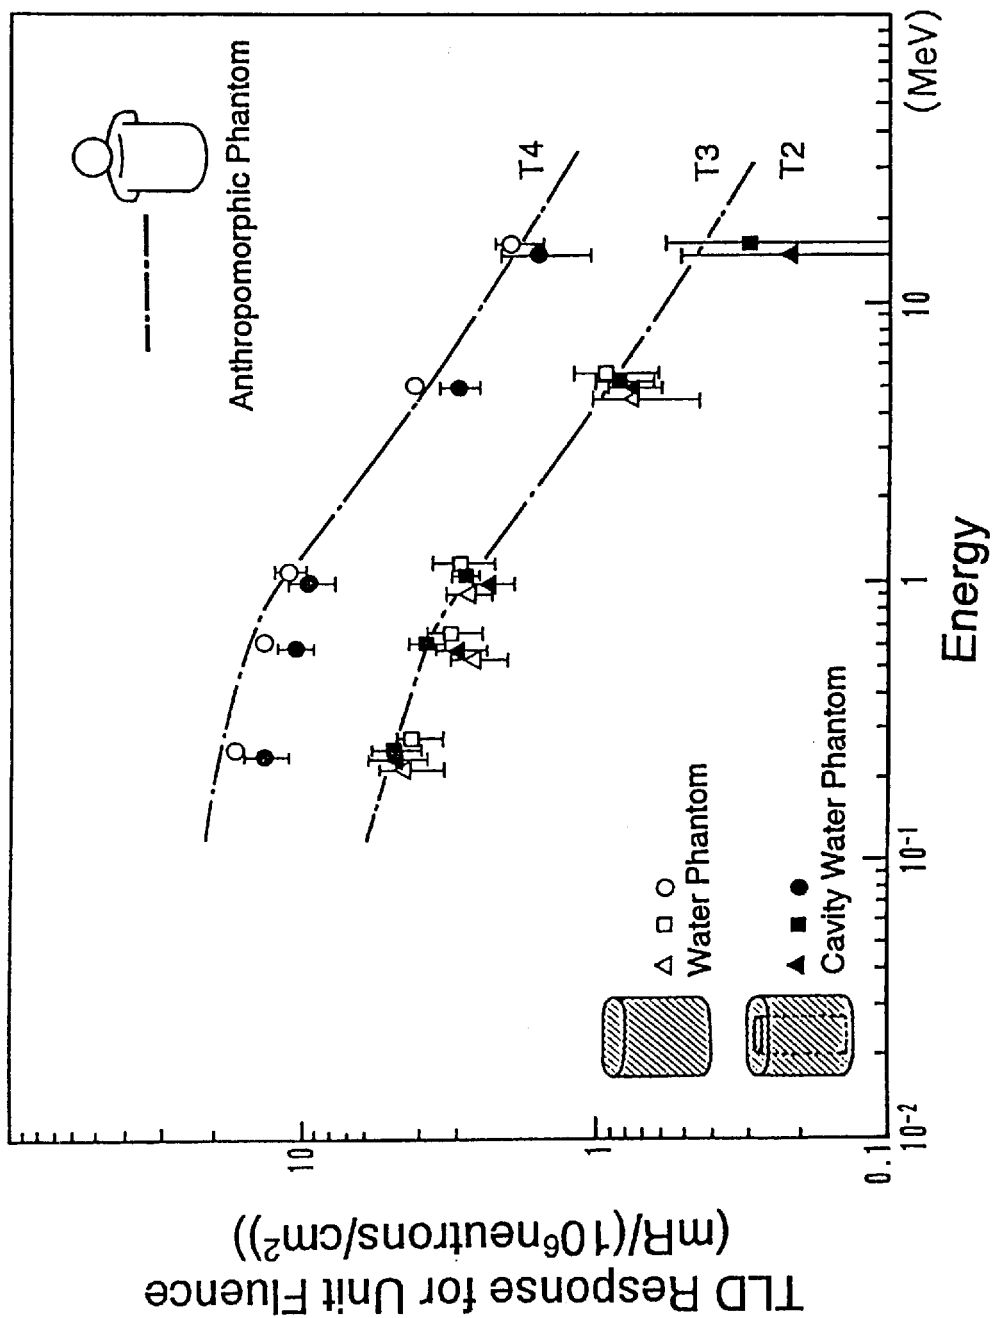 TLD Response for Unit Fluence
(mR/(10⁶neutrons/cm²))
10
1
0.1
Anthropomorphic Phantom
T4
T3
T2
Water Phantom
Cavity Water Phantom
10⁻²
10⁻¹
1
10
(MeV)
Energy